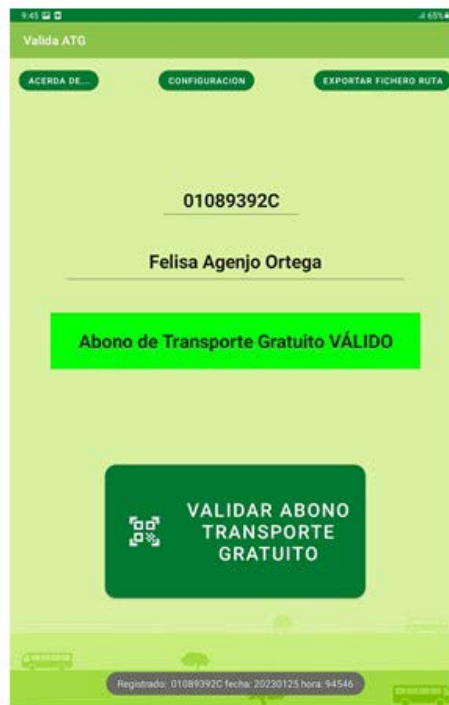 9:45
65%
Valida ATG
ACERDA DE...
CONFIGURACION
EXPORTAR FICHERO RUTA
01089392C
Felisa Agenjo Ortega
Abono de Transporte Gratuito VÁLIDO
VALIDAR ABONO
TRANSPORTE
GRATUITO
Registrado: 01089392C fecha: 20230125 hora: 94546